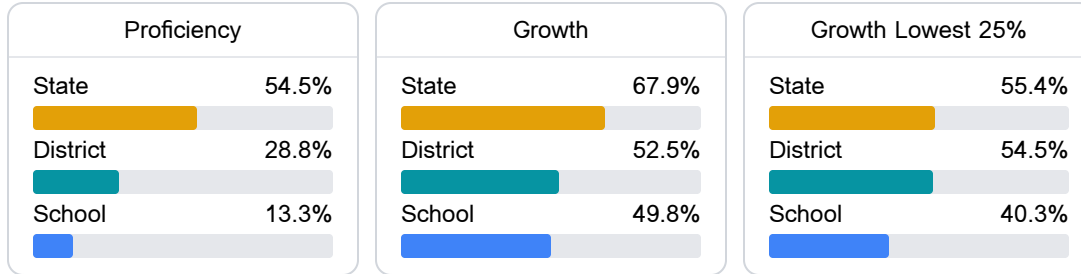 Proficiency
State 54.5%
District 28.8%
School 13.3%
Growth
State 67.9%
District 52.5%
School 49.8%
Growth Lowest 25%
State 55.4%
District 54.5%
School 40.3%